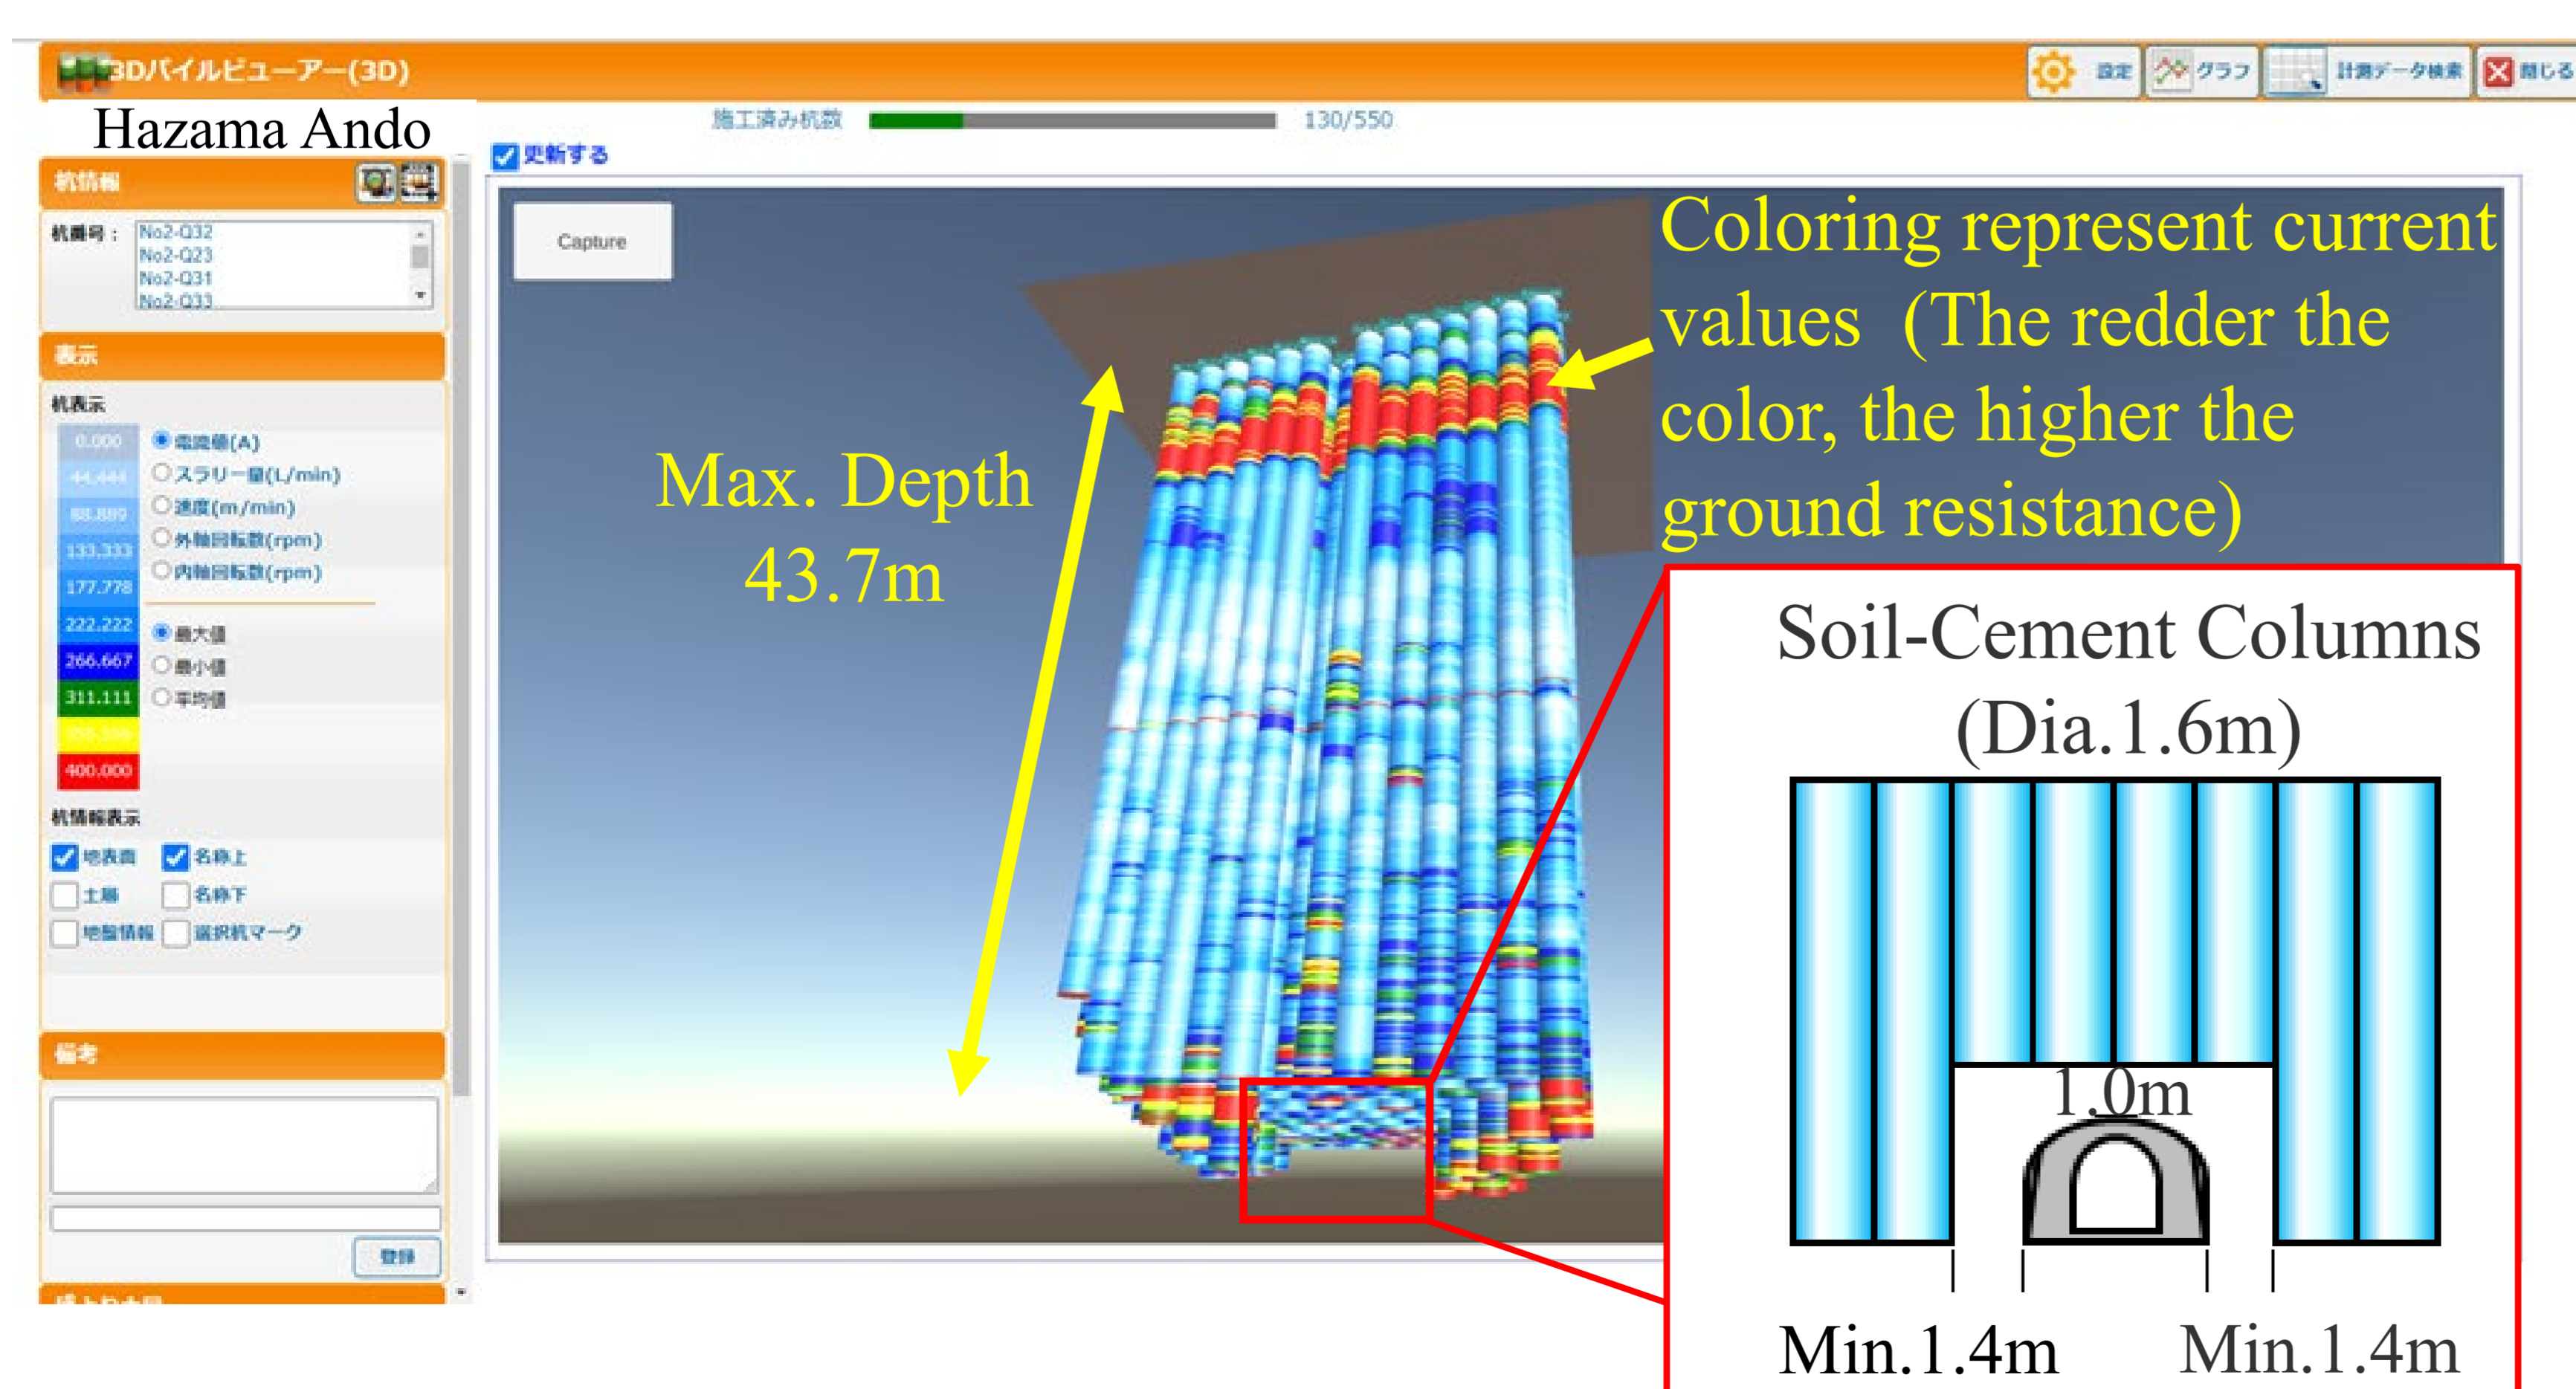 3Dパイルビューアー(3D)
設定
グラフ
計測データ検索
閉じる
Hazama Ando
施工済み杭数
130/550
更新する
杭情報
杭番号：
No2-Q32
No2-Q23
No2-Q31
No2-Q33
表示
杭表示
0.000
44.444
88.889
133.333
177.778
222.222
266.667
311.111
400.000
電流値(A)
スラリー量(L/min)
速度(m/min)
外軸回転数(rpm)
内軸回転数(rpm)
最大値
最小値
平均値
杭情報表示
地表面
名称上
土層
名称下
地盤情報
選択杭マーク
備考
登録
Capture
Max. Depth
43.7m
Coloring represent current
values (The redder the
color, the higher the
ground resistance)
Soil-Cement Columns
(Dia.1.6m)
1.0m
Min.1.4m
Min.1.4m